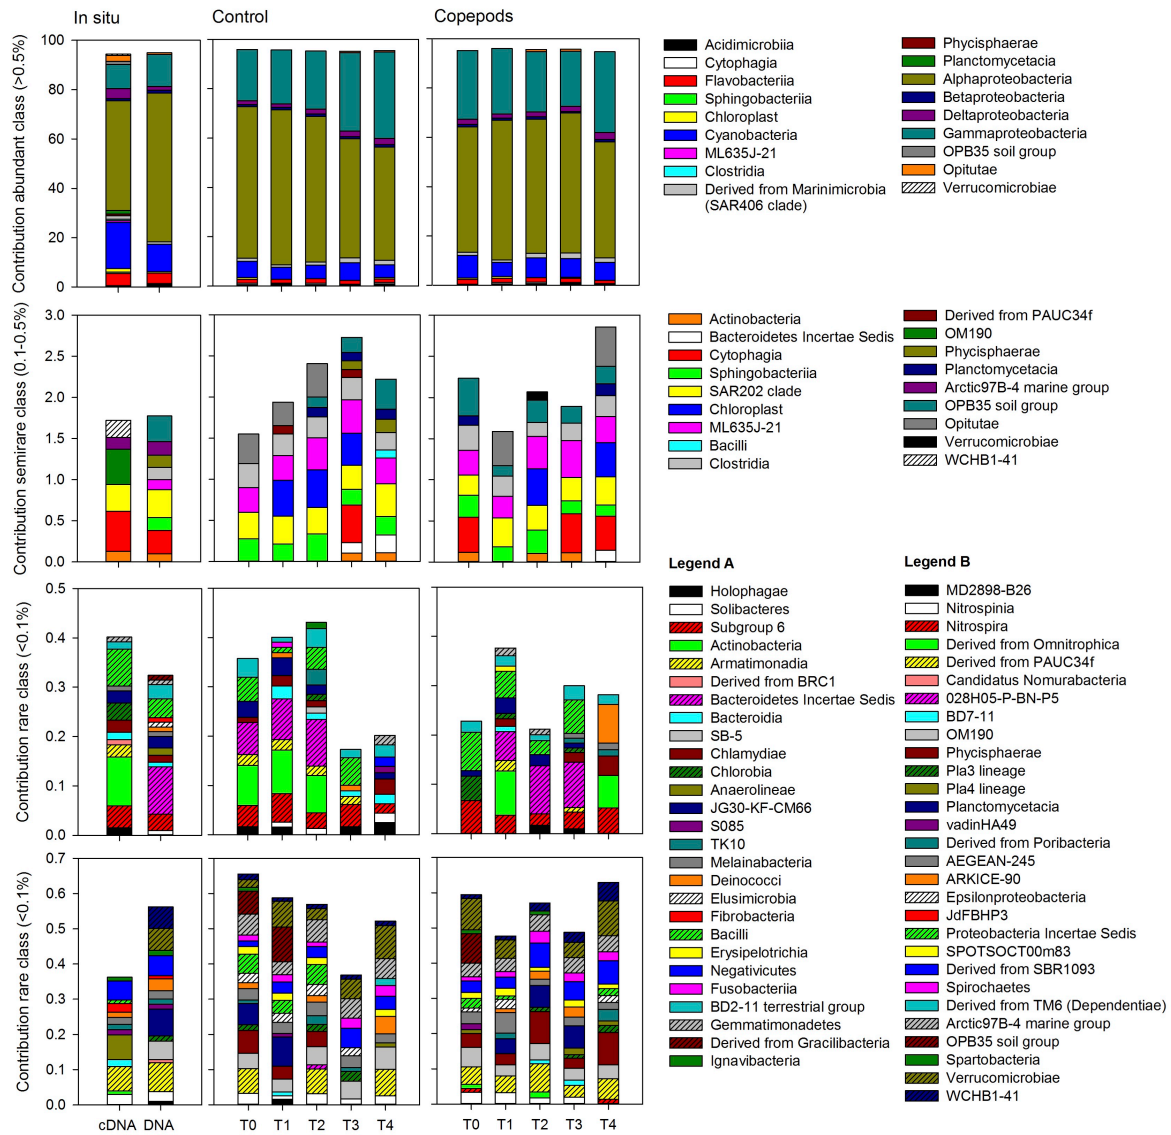 In situ
Control
Copepods
Contribution abundant class (>0.5%)
100
80
60
40
20
0
Acidimicrobiia
Cytophagia
Flavobacteriia
Sphingobacteriia
Chloroplast
Cyanobacteria
ML635J-21
Clostridia
Derived from Marinimicrobia
(SAR406 clade)
Phycisphaerae
Planctomycetacia
Alphaproteobacteria
Betaproteobacteria
Deltaproteobacteria
Gammaproteobacteria
OPB35 soil group
Opitutae
Verrucomicrobiae
Contribution semirare class (0.1-0.5%)
3.0
2.5
2.0
1.5
1.0
0.5
0.0
Actinobacteria
Bacteroidetes Incertae Sedis
Cytophagia
Sphingobacteriia
SAR202 clade
Chloroplast
ML635J-21
Bacilli
Clostridia
Derived from PAUC34f
OM190
Phycisphaerae
Planctomycetacia
Arctic97B-4 marine group
OPB35 soil group
Opitutae
Verrucomicrobiae
WCHB1-41
Contribution rare class (<0.1%)
0.5
0.4
0.3
0.2
0.1
0.0
Contribution rare class (<0.1%)
0.7
0.6
0.5
0.4
0.3
0.2
0.1
0.0
cDNA DNA
T0 T1 T2 T3 T4
T0 T1 T2 T3 T4
Legend A
Holophagae
Solibacteres
Subgroup 6
Actinobacteria
Armatimonadia
Derived from BRC1
Bacteroidetes Incertae Sedis
Bacteroidia
SB-5
Chlamydiae
Chlorobia
Anaerolineae
JG30-KF-CM66
S085
TK10
Melainabacteria
Deinococci
Elusimicrobia
Fibrobacteria
Bacilli
Erysipelotrichia
Negativicutes
Fusobacteriia
BD2-11 terrestrial group
Gemmatimonadetes
Derived from Gracilibacteria
Ignavibacteria
Legend B
MD2898-B26
Nitrospinia
Nitrospira
Derived from Omnitrophica
Derived from PAUC34f
Candidatus Nomurabacteria
028H05-P-BN-P5
BD7-11
OM190
Phycisphaerae
Pla3 lineage
Pla4 lineage
Planctomycetacia
vadinHA49
Derived from Poribacteria
AEGEAN-245
ARKICE-90
Epsilonproteobacteria
JdFBHP3
Proteobacteria Incertae Sedis
SPOTSOCT00m83
Derived from SBR1093
Spirochaetes
Derived from TM6 (Dependentiae)
Arctic97B-4 marine group
OPB35 soil group
Spartobacteria
Verrucomicrobiae
WCHB1-41